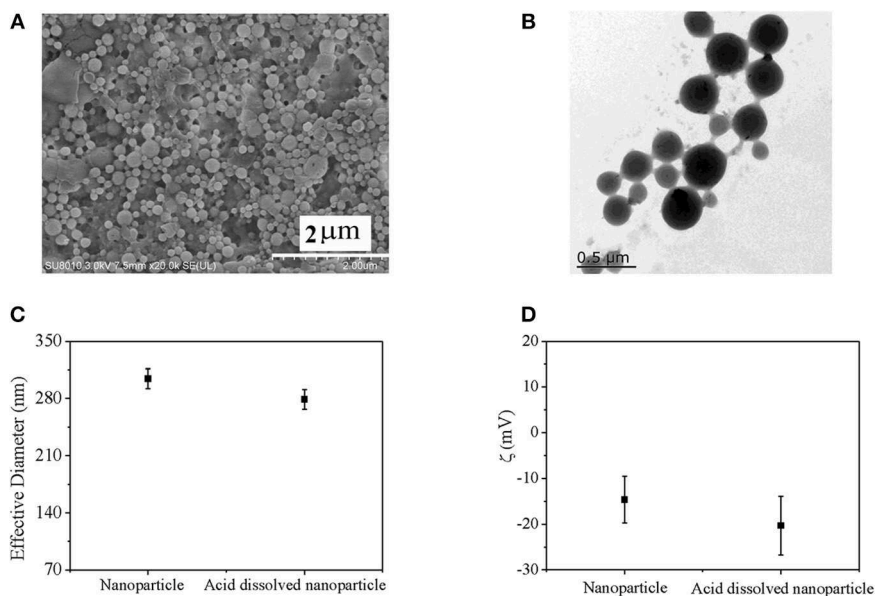 A
2 μm
SU8010 3.0kV 7.5mm x20.0k SE(UL)
2.00um
B
0.5 μm
C
350
280
210
140
70
Effective Diameter (nm)
Nanoparticle
Acid dissolved nanoparticle
D
20
10
0
-10
-20
-30
ζ (mV)
Nanoparticle
Acid dissolved nanoparticle